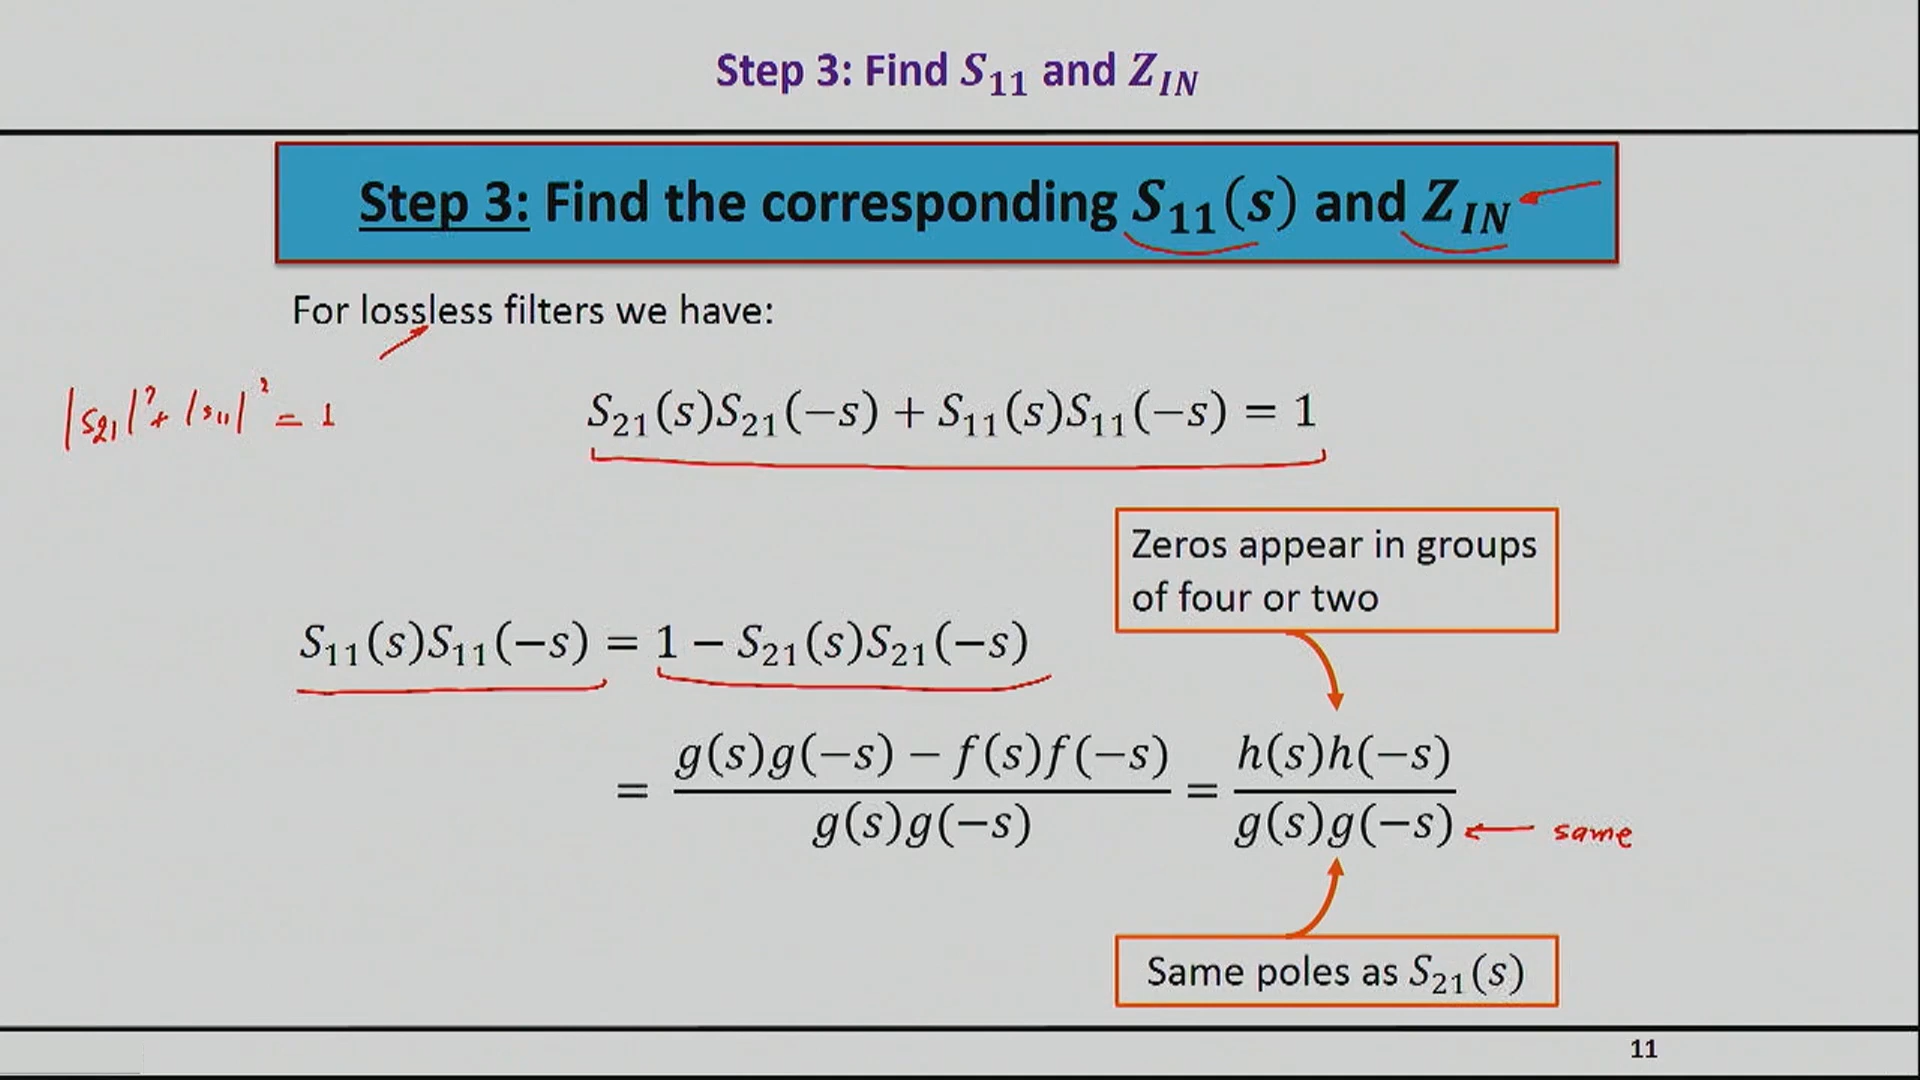 Step 3: Find S₁₁ and Z_IN
Step 3: Find the corresponding S₁₁(s) and Z_IN
For lossless filters we have:
|S₂₁|² + |S₁₁|² = 1
S₂₁(s)S₂₁(−s) + S₁₁(s)S₁₁(−s) = 1
Zeros appear in groups
of four or two
S₁₁(s)S₁₁(−s) = 1 − S₂₁(s)S₂₁(−s)
= (g(s)g(−s) − f(s)f(−s)) / (g(s)g(−s)) = (h(s)h(−s)) / (g(s)g(−s)) ← same
Same poles as S₂₁(s)
11